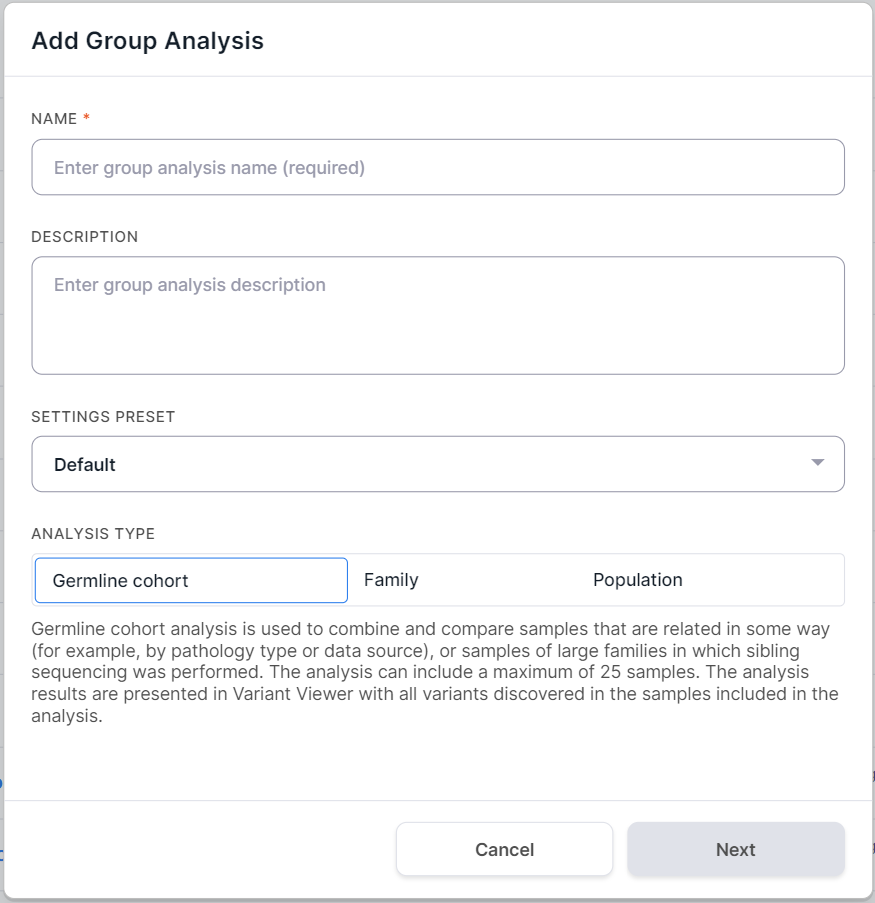 Add Group Analysis
NAME *
Enter group analysis name (required)
DESCRIPTION
Enter group analysis description
SETTINGS PRESET
Default
ANALYSIS TYPE
Germline cohort Family Population
Germline cohort analysis is used to combine and compare samples that are related in some way
(for example, by pathology type or data source), or samples of large families in which sibling
sequencing was performed. The analysis can include a maximum of 25 samples. The analysis
results are presented in Variant Viewer with all variants discovered in the samples included in the
analysis.
Cancel Next